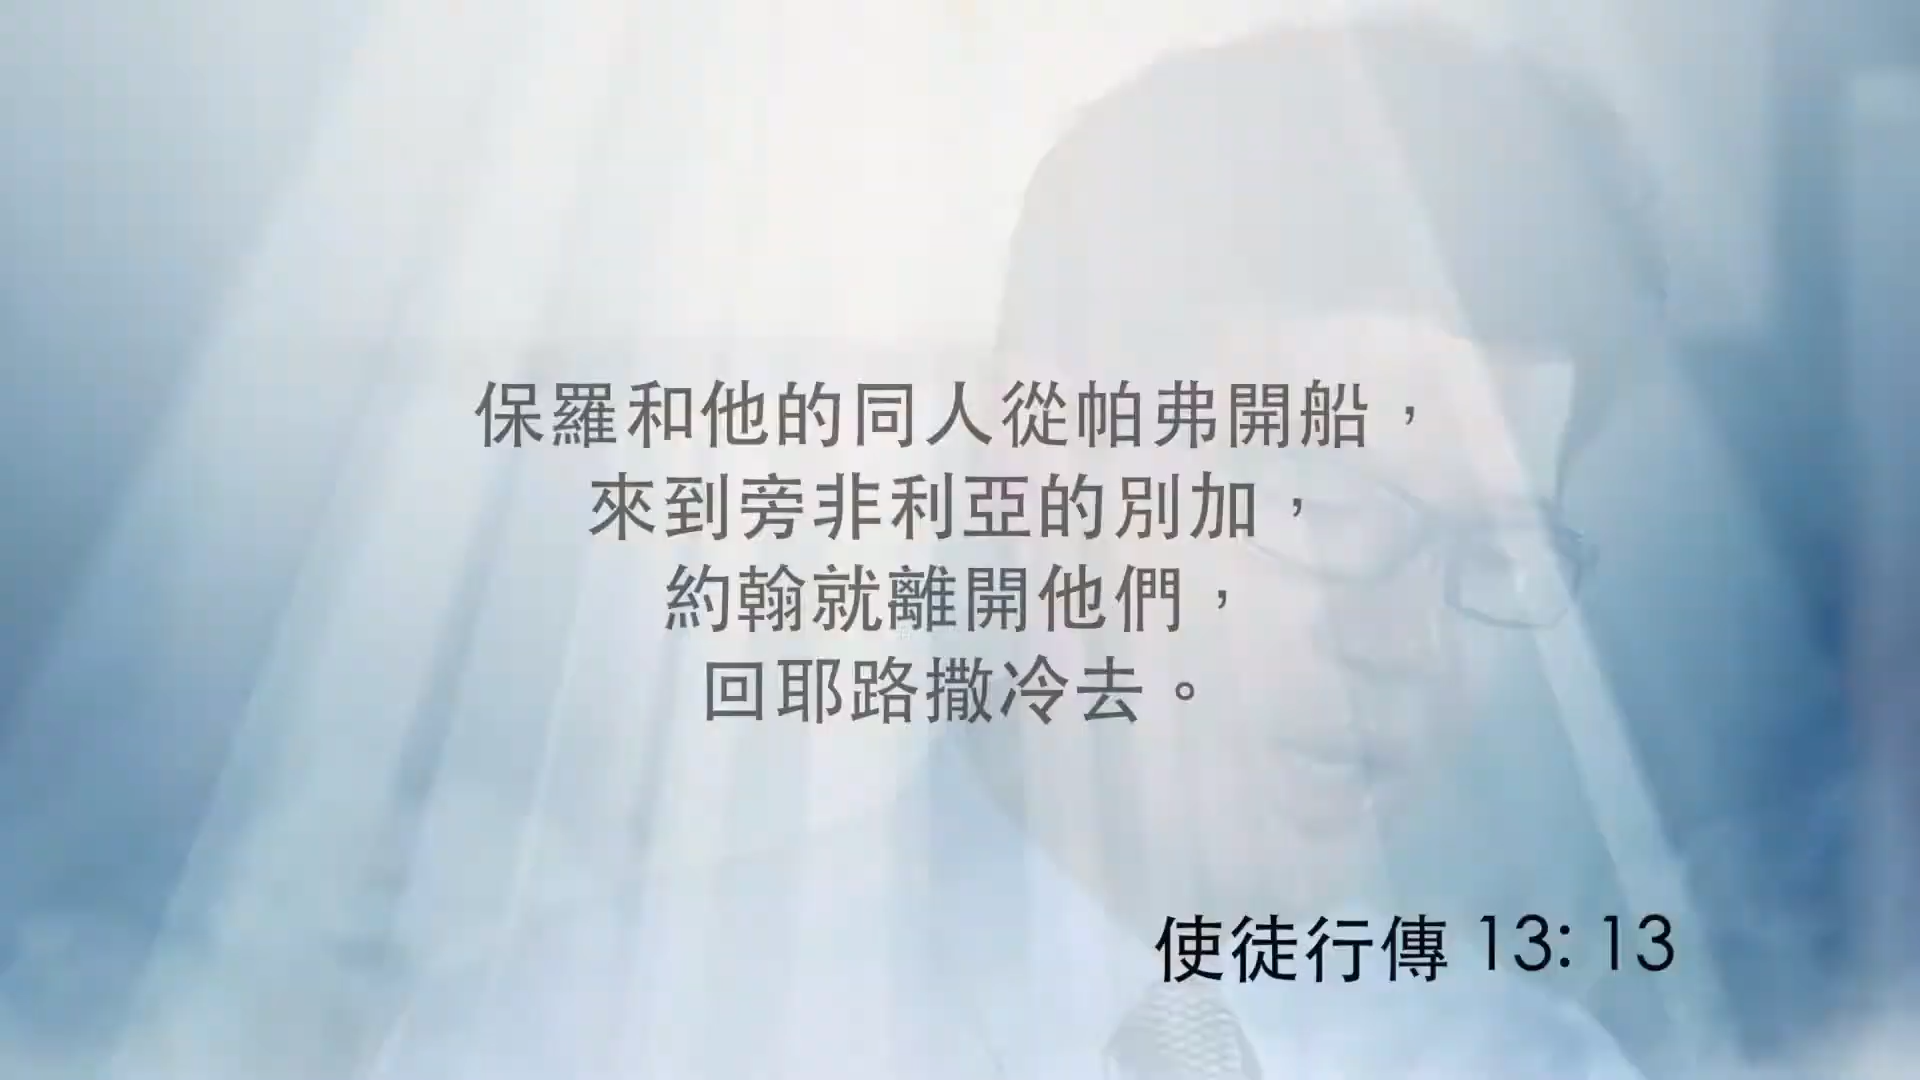 保羅和他的同人從帕弗開船，
來到旁非利亞的別加，
約翰就離開他們，
回耶路撒冷去。
使徒行傳 13: 13